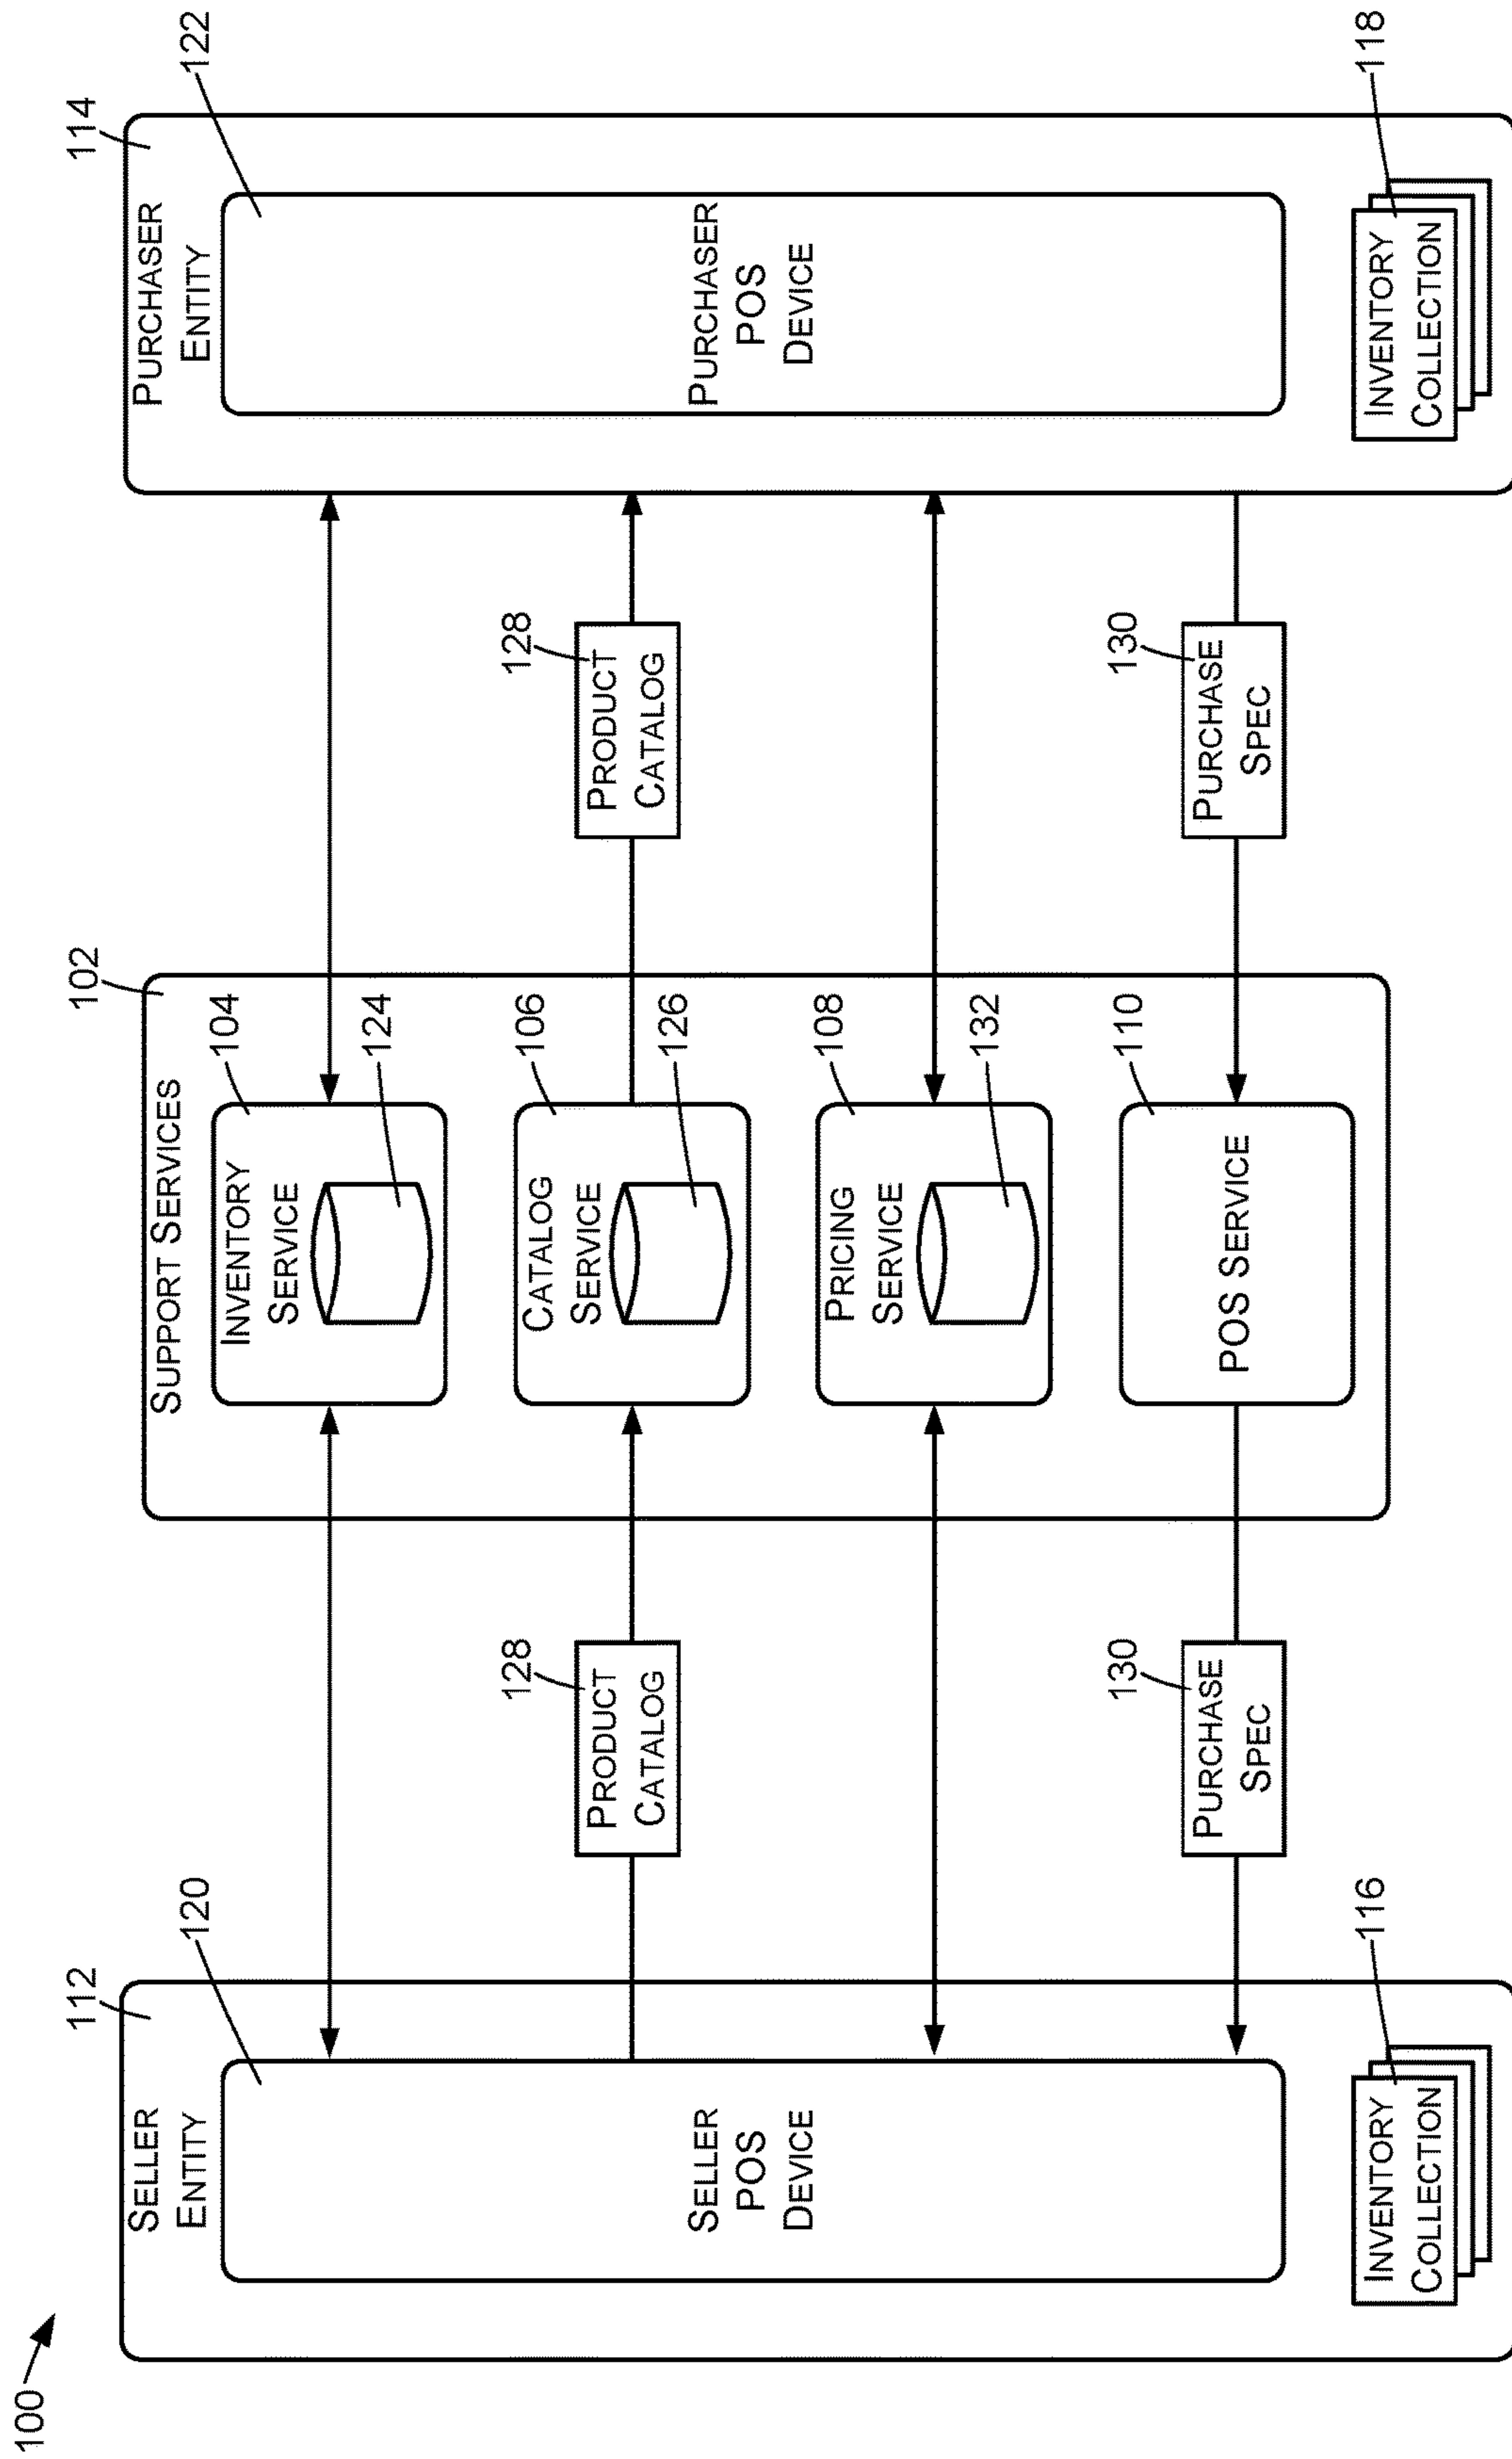 100
112
SELLER
ENTITY
120
SELLER
POS
DEVICE
INVENTORY
COLLECTION
116
128
PRODUCT
CATALOG
130
PURCHASE
SPEC
102
SUPPORT SERVICES
104
INVENTORY
SERVICE
124
106
CATALOG
SERVICE
126
108
PRICING
SERVICE
132
110
POS SERVICE
128
PRODUCT
CATALOG
130
PURCHASE
SPEC
114
PURCHASER
ENTITY
122
PURCHASER
POS
DEVICE
INVENTORY
COLLECTION
118